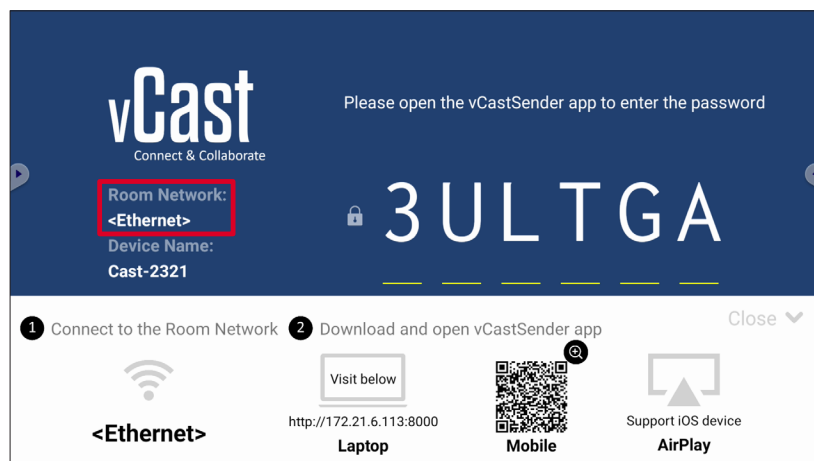 vCast
Connect & Collaborate
Please open the vCastSender app to enter the password
Room Network:
<Ethernet>
Device Name:
Cast-2321
3ULTGA
1 Connect to the Room Network
2 Download and open vCastSender app
Close
<Ethernet>
Visit below
http://172.21.6.113:8000
Laptop
Mobile
Support iOS device
AirPlay